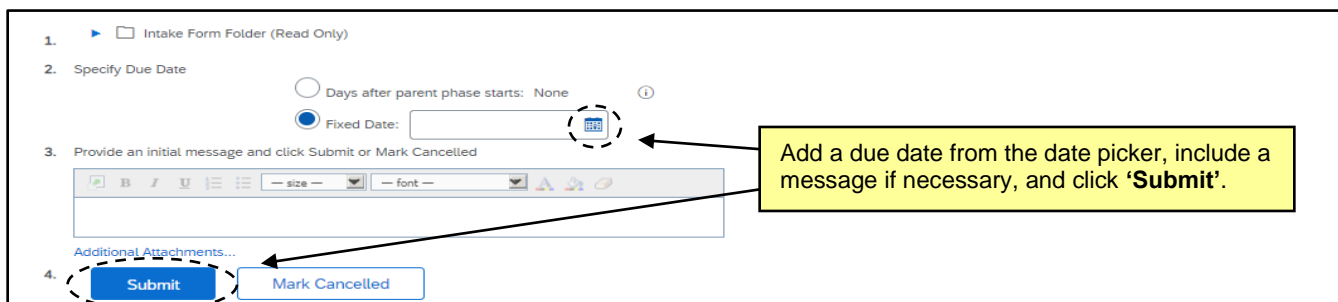 1. Intake Form Folder (Read Only)
2. Specify Due Date
Days after parent phase starts: None
Fixed Date:
3. Provide an initial message and click Submit or Mark Cancelled
B I U — size — — font — A
Additional Attachments...
4. Submit Mark Cancelled
Add a due date from the date picker, include a
message if necessary, and click ‘Submit’.